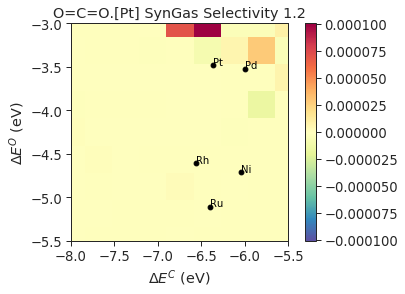 O=C=O.[Pt] SynGas Selectivity 1.2
−3.0
−3.5
−4.0
−4.5
−5.0
−5.5
ΔE^O (eV)
Pt
Pd
Rh
Ni
Ru
−8.0 −7.5 −7.0 −6.5 −6.0 −5.5
ΔE^C (eV)
0.000100
0.000075
0.000050
0.000025
0.000000
−0.000025
−0.000050
−0.000075
−0.000100